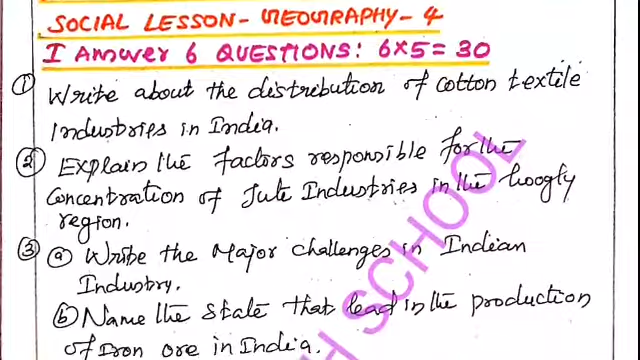 SOCIAL LESSON- GEOGRAPHY- 4
I Answer 6 QUESTIONS: 6×5=30
① Write about the distribution of cotton textile
Industries in India.
② Explain the factors responsible for the
Concentration of Jute Industries in the hoogly
region.
③ ⓐ Write the Major challenges in Indian
Industry.
ⓑ Name the State that lead in the production
of Iron ore in India.
SCHOOL